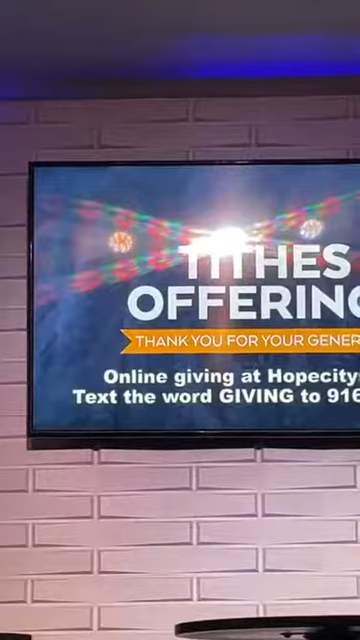 TITHES
OFFERING
THANK YOU FOR YOUR GENER
Online giving at Hopecity
Text the word GIVING to 916